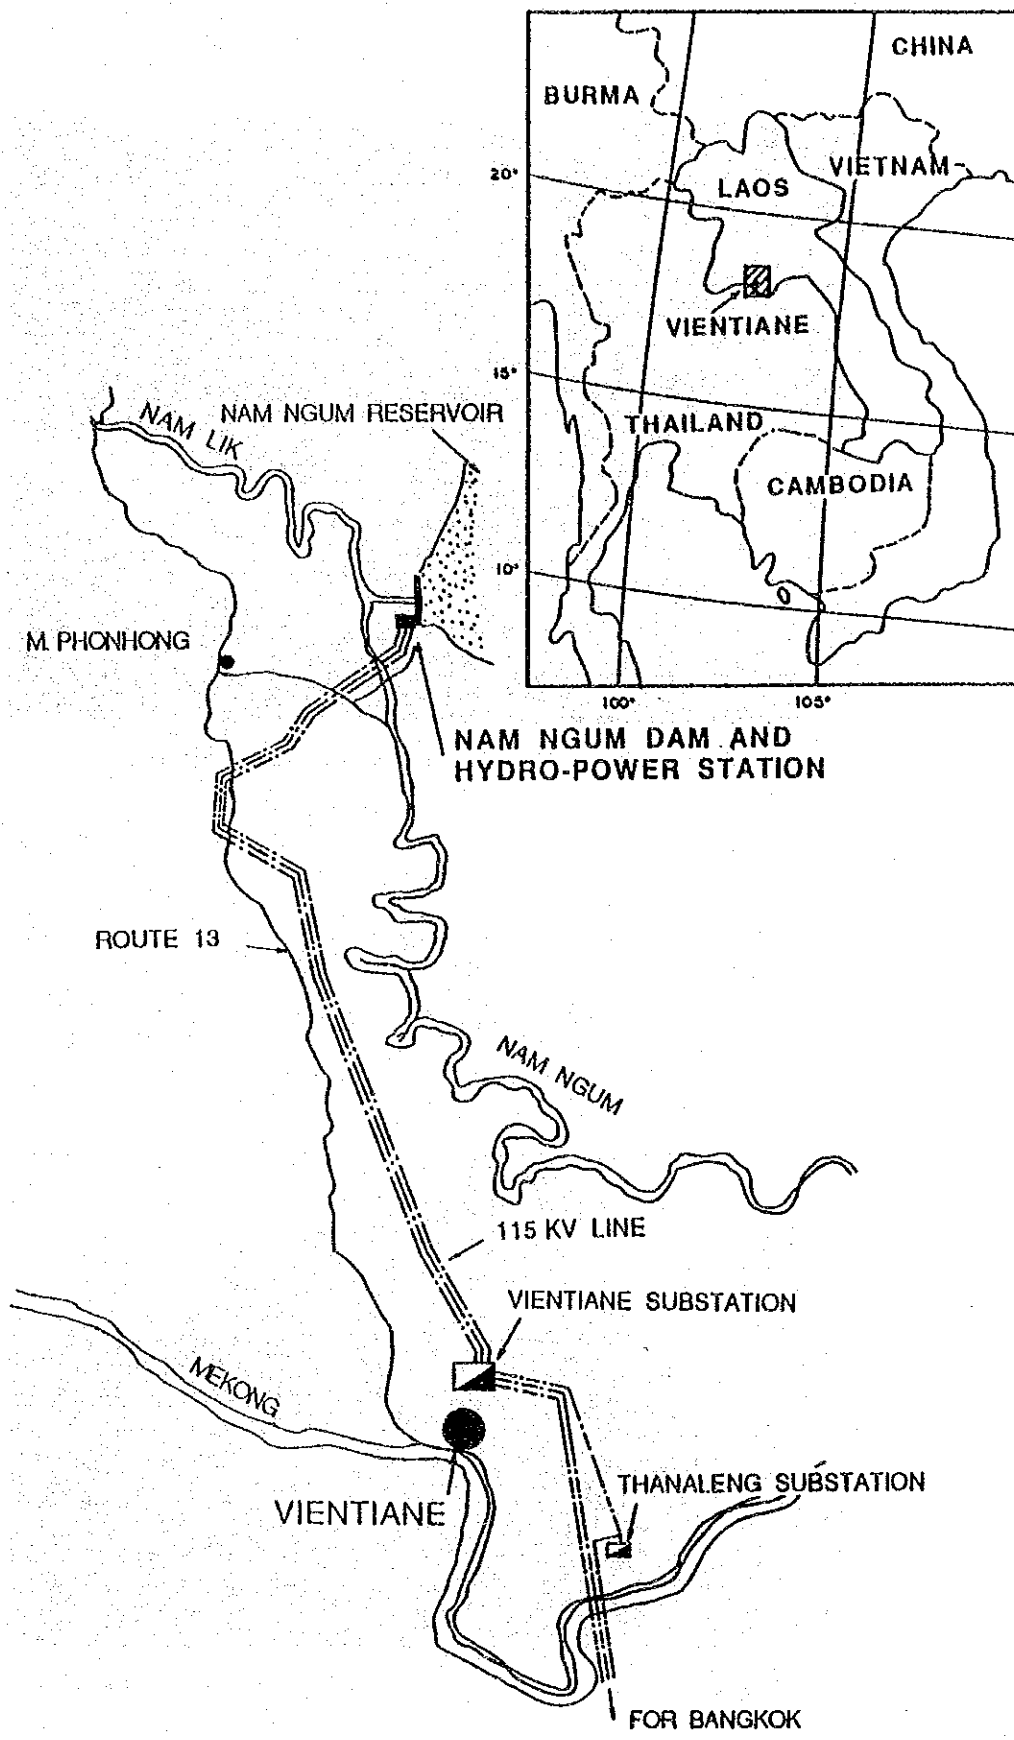 CHINA
BURMA
VIETNAM
20°
LAOS
VIENTIANE
15°
THAILAND
CAMBODIA
10°
100°
105°
NAM LIK
NAM NGUM RESERVOIR
M. PHONHONG
NAM NGUM DAM AND
HYDRO-POWER STATION
ROUTE 13
NAM NGUM
115 KV LINE
VIENTIANE SUBSTATION
MEKONG
VIENTIANE
THANALENG SUBSTATION
FOR BANGKOK